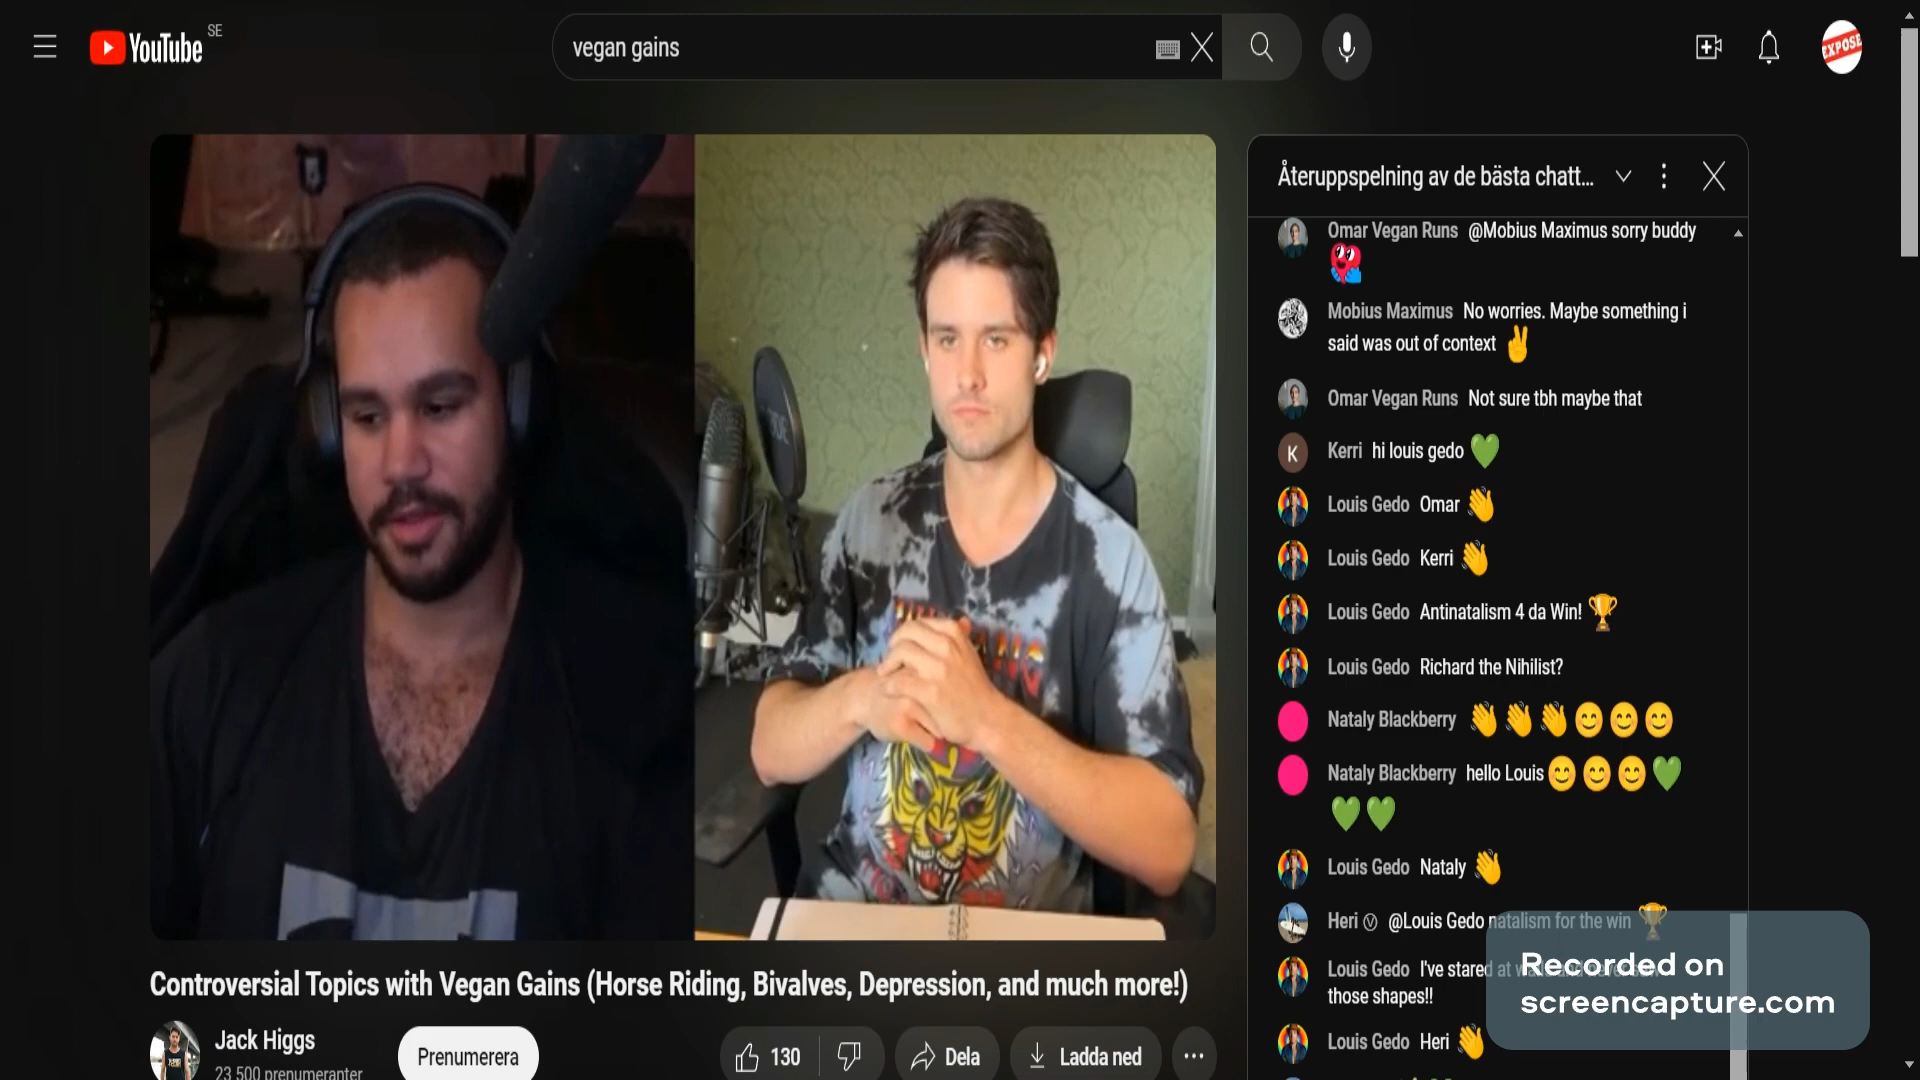 YouTube SE
vegan gains
EXPOSE
Återuppspelning av de bästa chatt...
Omar Vegan Runs @Mobius Maximus sorry buddy
Mobius Maximus No worries. Maybe something i
said was out of context
Omar Vegan Runs Not sure tbh maybe that
K
Kerri hi louis gedo
Louis Gedo Omar
Louis Gedo Kerri
Louis Gedo Antinatalism 4 da Win!
Louis Gedo Richard the Nihilist?
Nataly Blackberry
Nataly Blackberry hello Louis
Louis Gedo Nataly
Heri Ⓥ @Louis Gedo natalism for the win
Louis Gedo I've stared at
those shapes!!
Louis Gedo Heri
Recorded on
screencapture.com
Controversial Topics with Vegan Gains (Horse Riding, Bivalves, Depression, and much more!)
Jack Higgs
23 500 prenumeranter
Prenumerera
130
Dela
Ladda ned